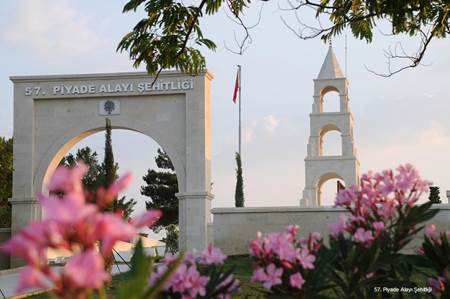 57. PİYADE ALAYI ŞEHİTLİĞİ
57. Piyade Alayı Şehitliği